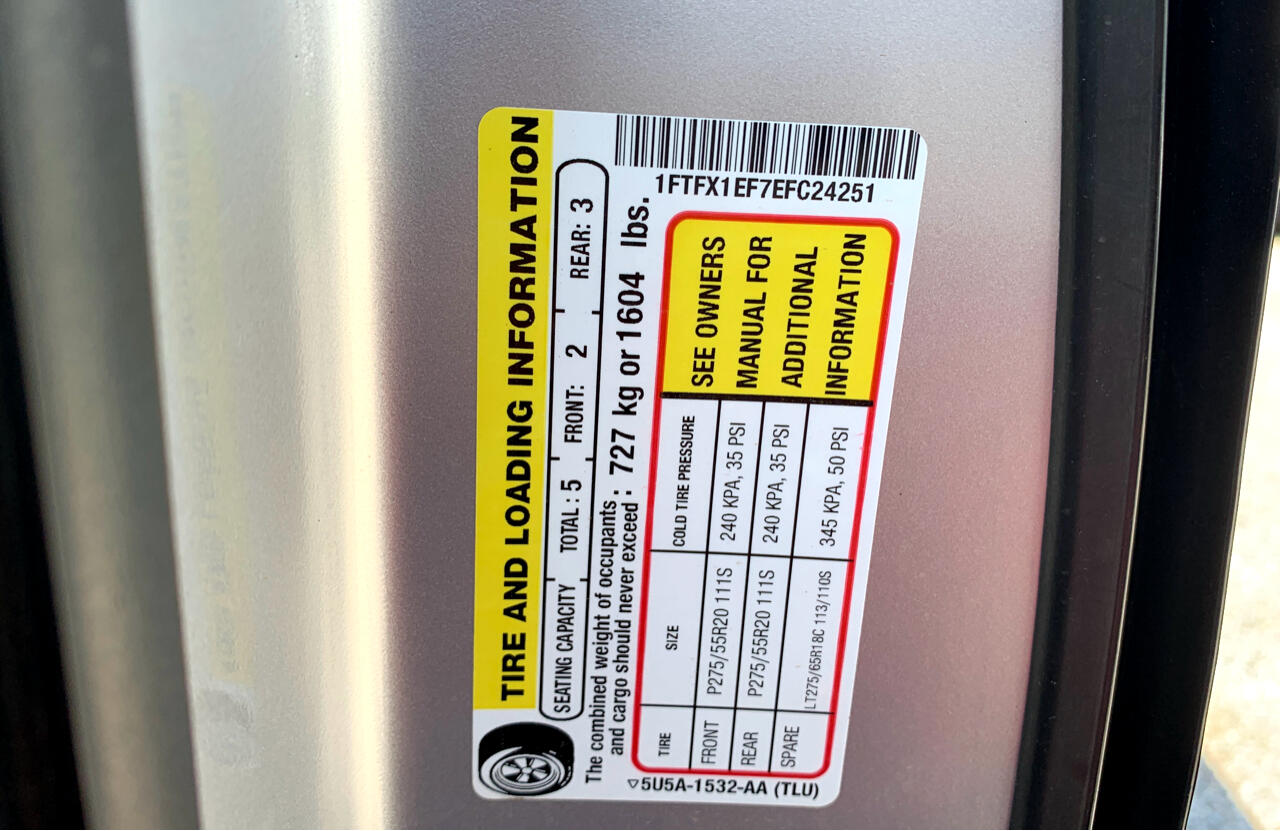 TIRE AND LOADING INFORMATION
SEATING CAPACITY TOTAL: 5 FRONT: 2 REAR: 3
The combined weight of occupants
and cargo should never exceed : 727 kg or 1604 lbs.
1FTFX1EF7EFC24251
TIRE SIZE COLD TIRE PRESSURE
FRONT P275/55R20 111S 240 KPA, 35 PSI
REAR P275/55R20 111S 240 KPA, 35 PSI
SPARE LT275/65R18C 113/110S 345 KPA, 50 PSI
SEE OWNERS
MANUAL FOR
ADDITIONAL
INFORMATION
▽5U5A-1532-AA (TLU)